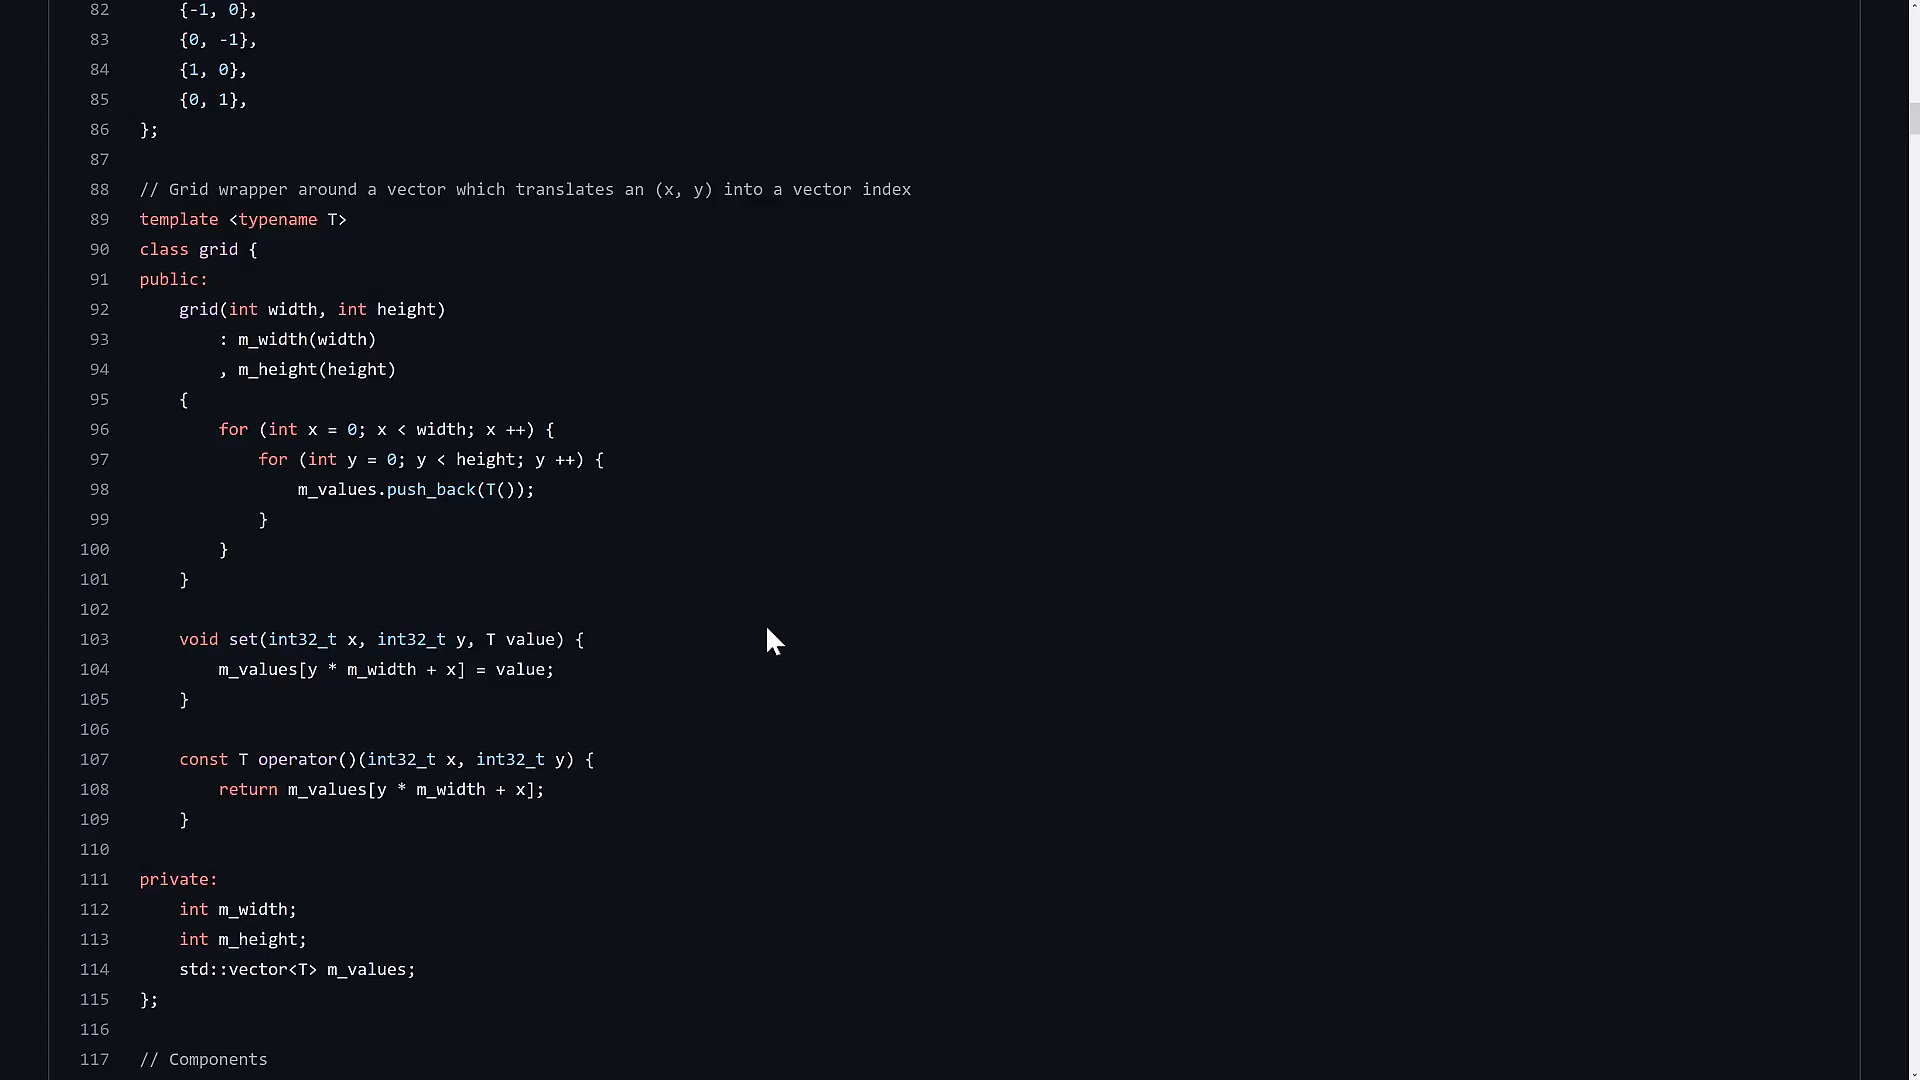 82 {-1, 0},
83 {0, -1},
84 {1, 0},
85 {0, 1},
86 };
87
88 // Grid wrapper around a vector which translates an (x, y) into a vector index
89 template <typename T>
90 class grid {
91 public:
92 grid(int width, int height)
93 : m_width(width)
94 , m_height(height)
95 {
96 for (int x = 0; x < width; x ++) {
97 for (int y = 0; y < height; y ++) {
98 m_values.push_back(T());
99 }
100 }
101 }
102
103 void set(int32_t x, int32_t y, T value) {
104 m_values[y * m_width + x] = value;
105 }
106
107 const T operator()(int32_t x, int32_t y) {
108 return m_values[y * m_width + x];
109 }
110
111 private:
112 int m_width;
113 int m_height;
114 std::vector<T> m_values;
115 };
116
117 // Components